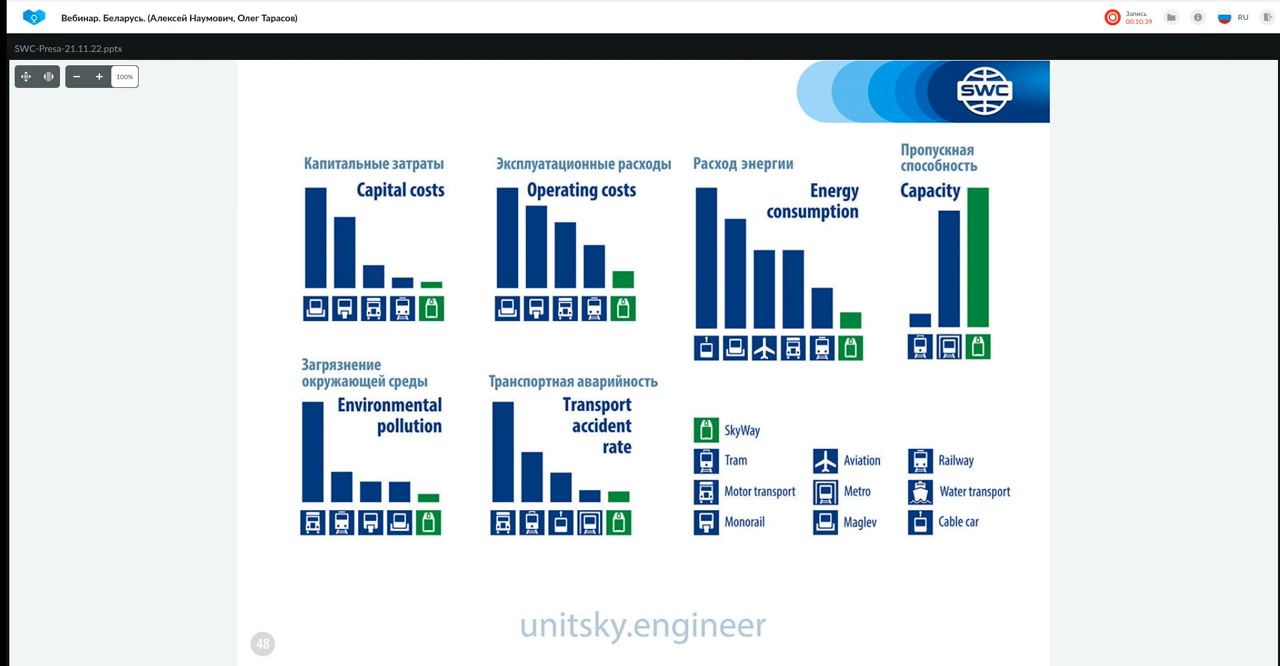 Вебинар. Беларусь. (Алексей Наумович, Олег Тарасов)
Запись
00:10:39
RU
SWC-Presa-21.11.22.pptx
100%
SWC
Капитальные затраты
Capital costs
Эксплуатационные расходы
Operating costs
Расход энергии
Energy
consumption
Пропускная
способность
Capacity
Загрязнение
окружающей среды
Environmental
pollution
Транспортная аварийность
Transport
accident
rate
SkyWay
Tram
Aviation
Railway
Motor transport
Metro
Water transport
Monorail
Maglev
Cable car
unitsky.engineer
48